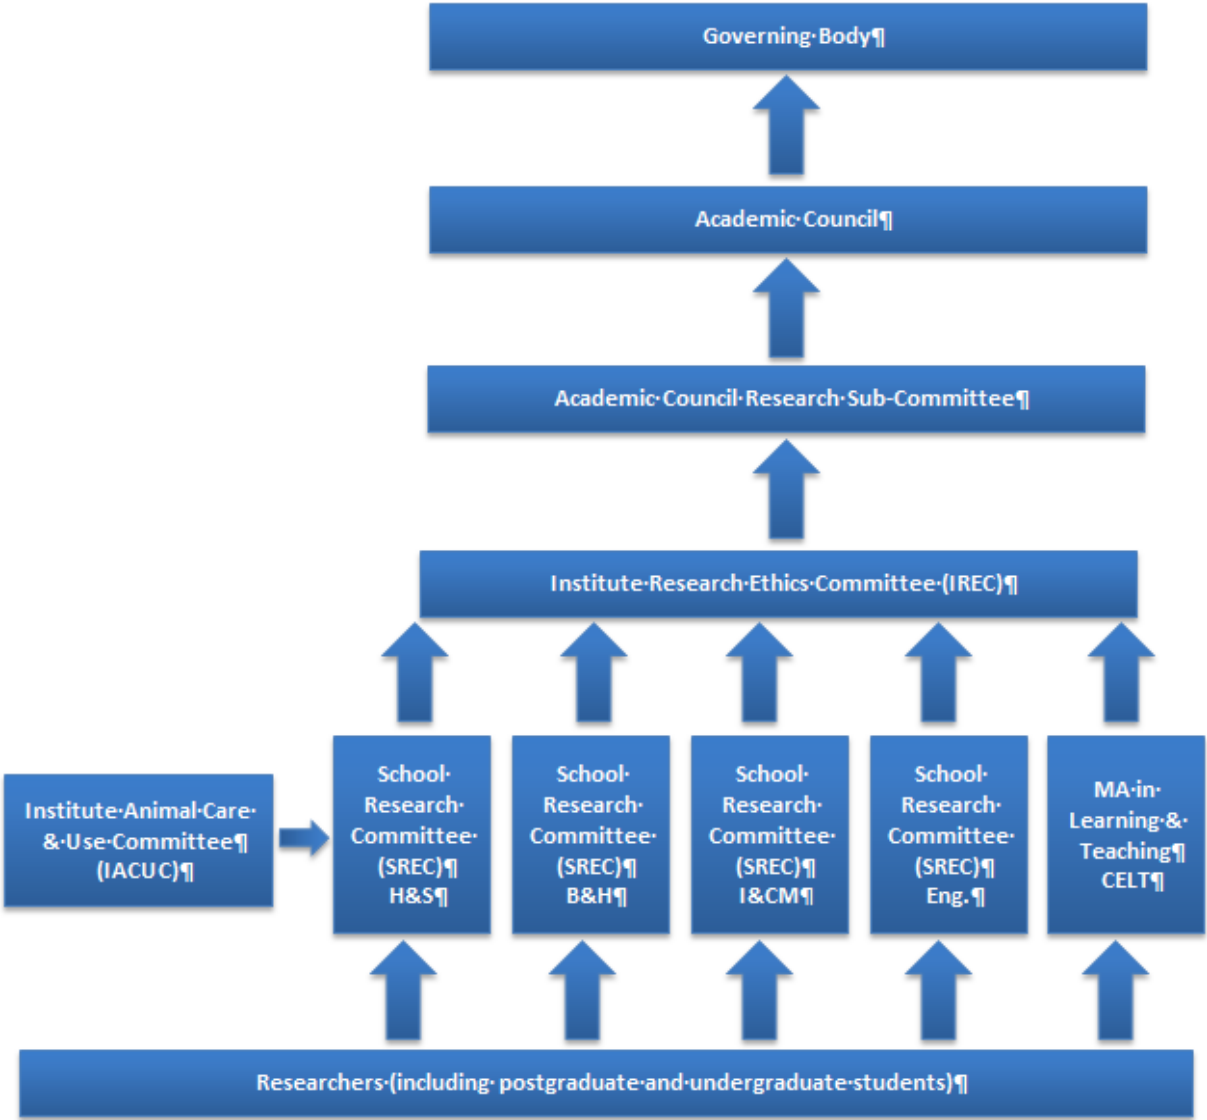 Governing·Body¶
Academic·Council¶
Academic·Council·Research·Sub-Committee¶
Institute·Research·Ethics·Committee·(IREC)¶
Institute·Animal·Care·
&·Use·Committee¶
(IACUC)¶
School·
Research·
Committee·
(SREC)¶
H&S¶
School·
Research·
Committee·
(SREC)¶
B&H¶
School·
Research·
Committee·
(SREC)¶
I&CM¶
School·
Research·
Committee·
(SREC)¶
Eng.¶
MA·in·
Learning·&·
Teaching¶
CELT¶
Researchers·(including· postgraduate·and·undergraduate·students)¶